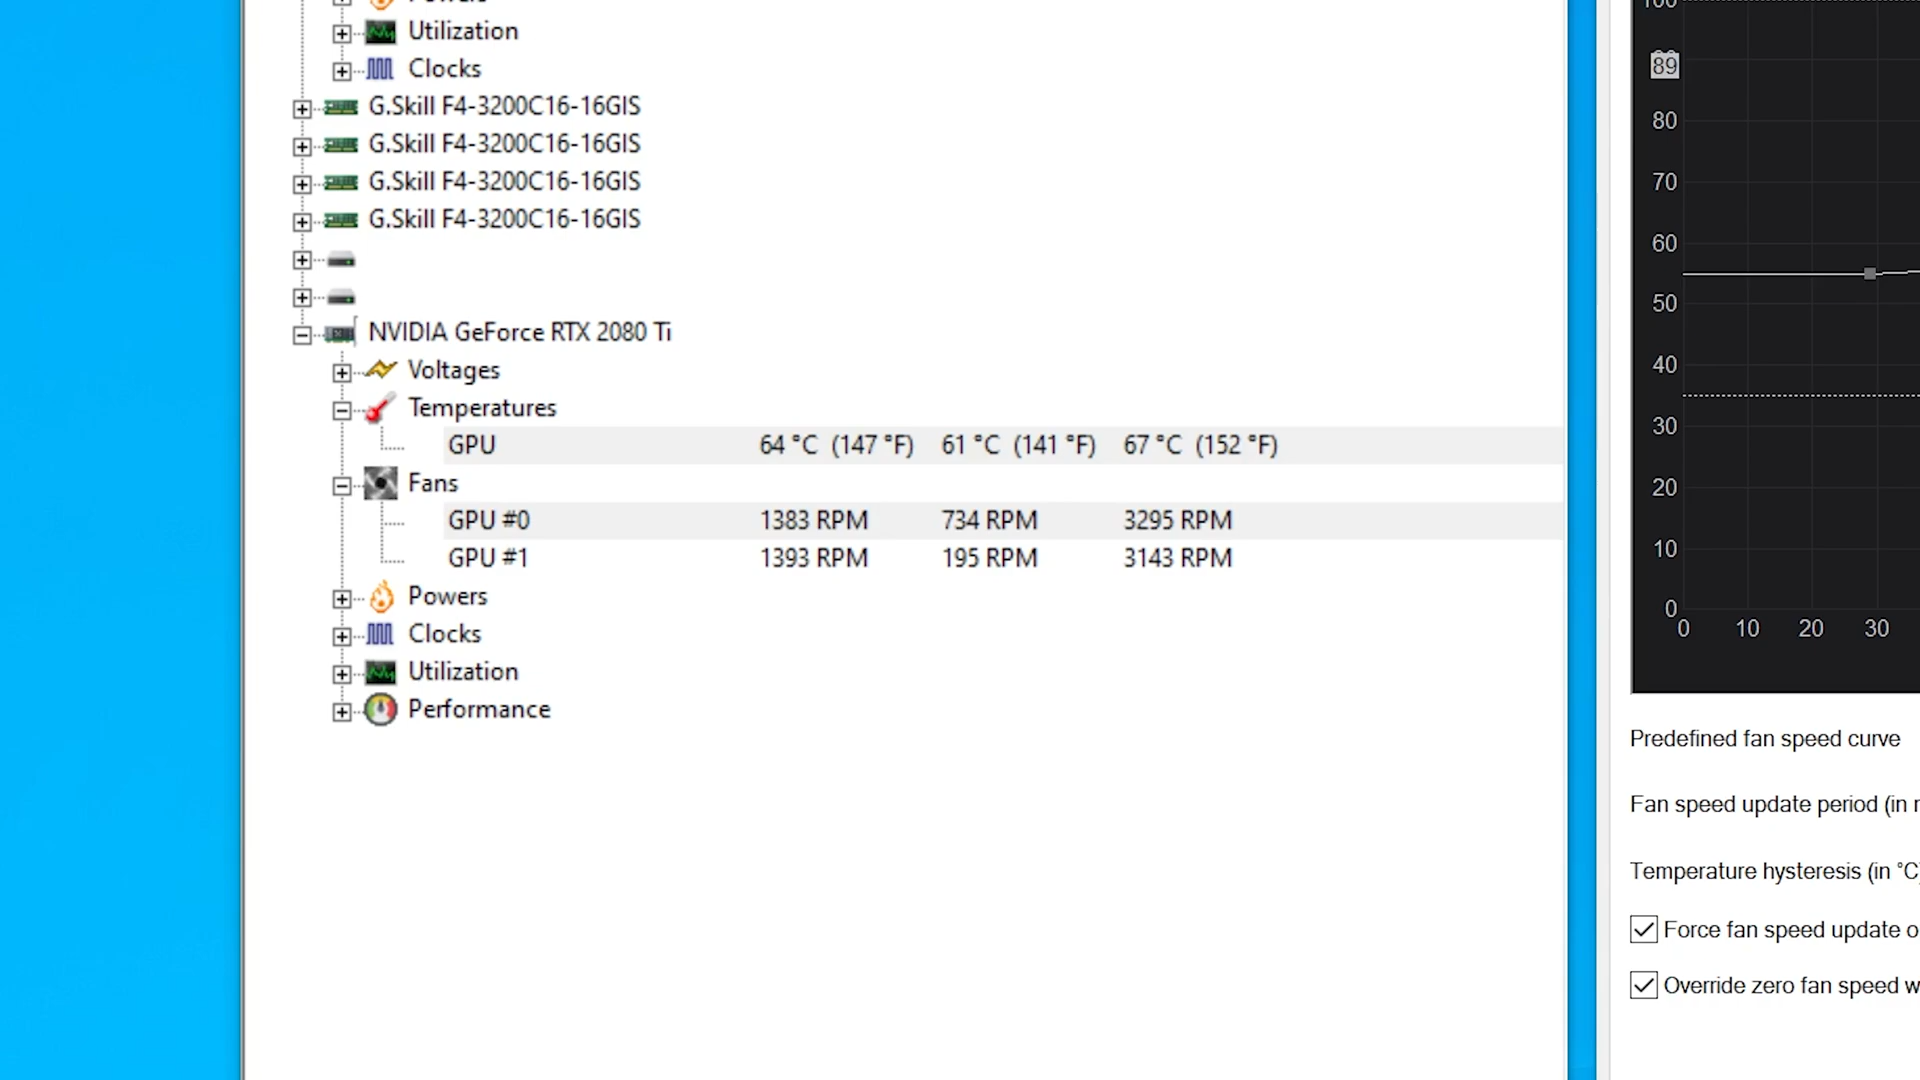 Utilization
Clocks
G.Skill F4-3200C16-16GIS
G.Skill F4-3200C16-16GIS
G.Skill F4-3200C16-16GIS
G.Skill F4-3200C16-16GIS
NVIDIA GeForce RTX 2080 Ti
Voltages
Temperatures
GPU 64 °C (147 °F) 61 °C (141 °F) 67 °C (152 °F)
Fans
GPU #0 1383 RPM 734 RPM 3295 RPM
GPU #1 1393 RPM 195 RPM 3143 RPM
Powers
Clocks
Utilization
Performance
100
89
80
70
60
50
40
30
20
10
0
0 10 20 30
Predefined fan speed curve
Fan speed update period (in
Temperature hysteresis (in °C)
Force fan speed update o
Override zero fan speed w